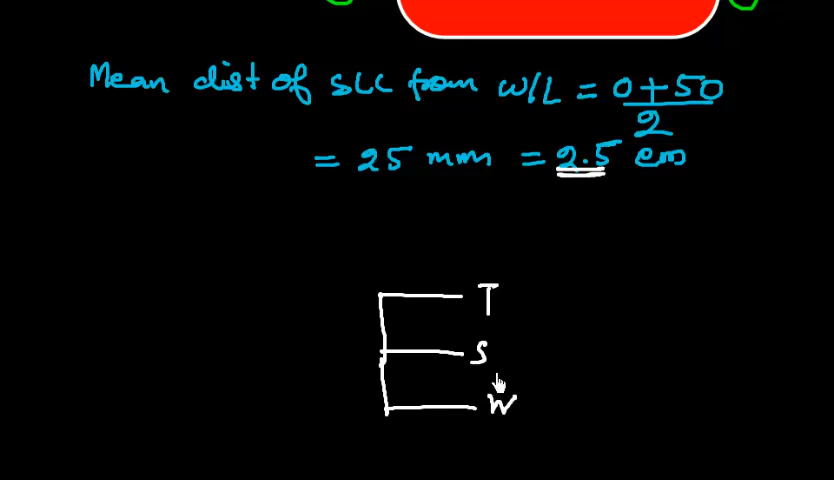 Mean dist of SLC from W/L = 0+50
2
= 25 mm = 2.5 cm
T
S
W